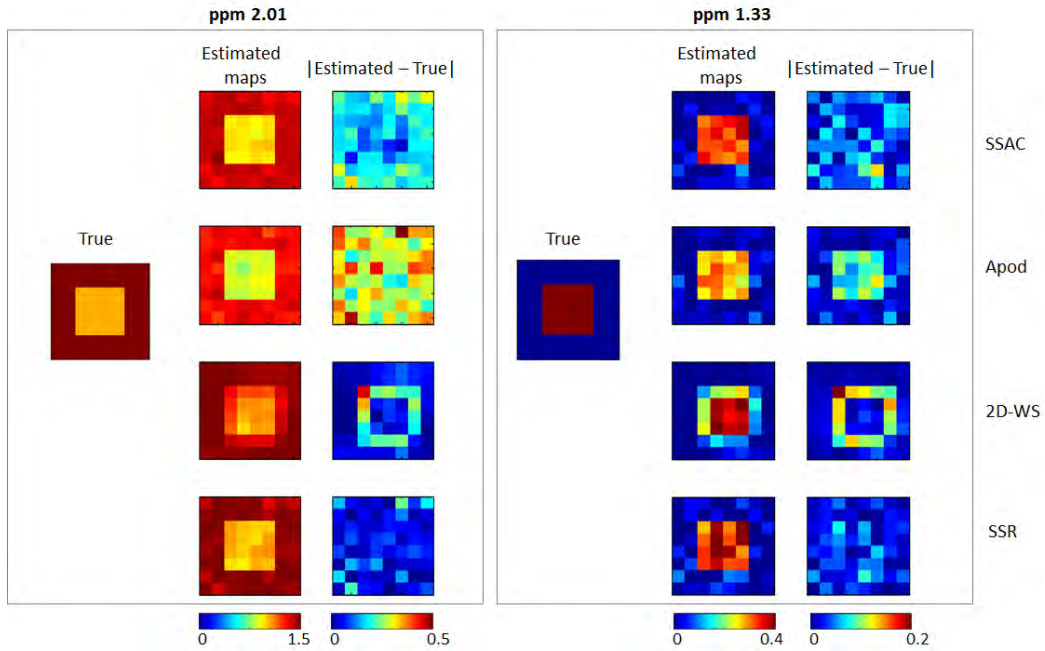 ppm 2.01
ppm 1.33
Estimated maps
|Estimated – True|
Estimated maps
|Estimated – True|
SSAC
True
True
Apod
2D-WS
SSR
0 1.5
0 0.5
0 0.4
0 0.2